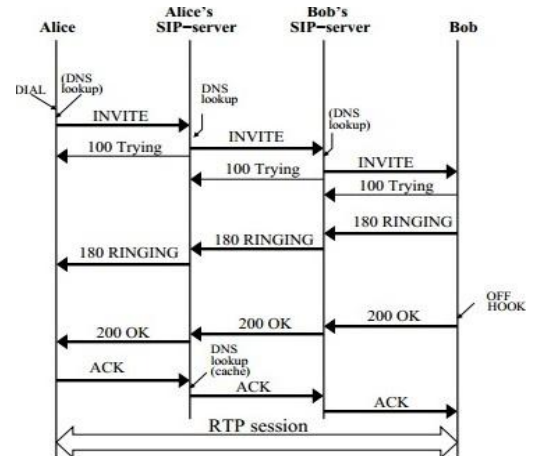 Alice
Alice's
SIP-server
Bob's
SIP-server
Bob
DIAL
(DNS
lookup)
DNS
lookup
(DNS
lookup)
INVITE
100 Trying
INVITE
100 Trying
INVITE
100 Trying
180 RINGING
180 RINGING
180 RINGING
OFF
HOOK
200 OK
200 OK
200 OK
ACK
DNS
lookup
(cache)
ACK
ACK
RTP session